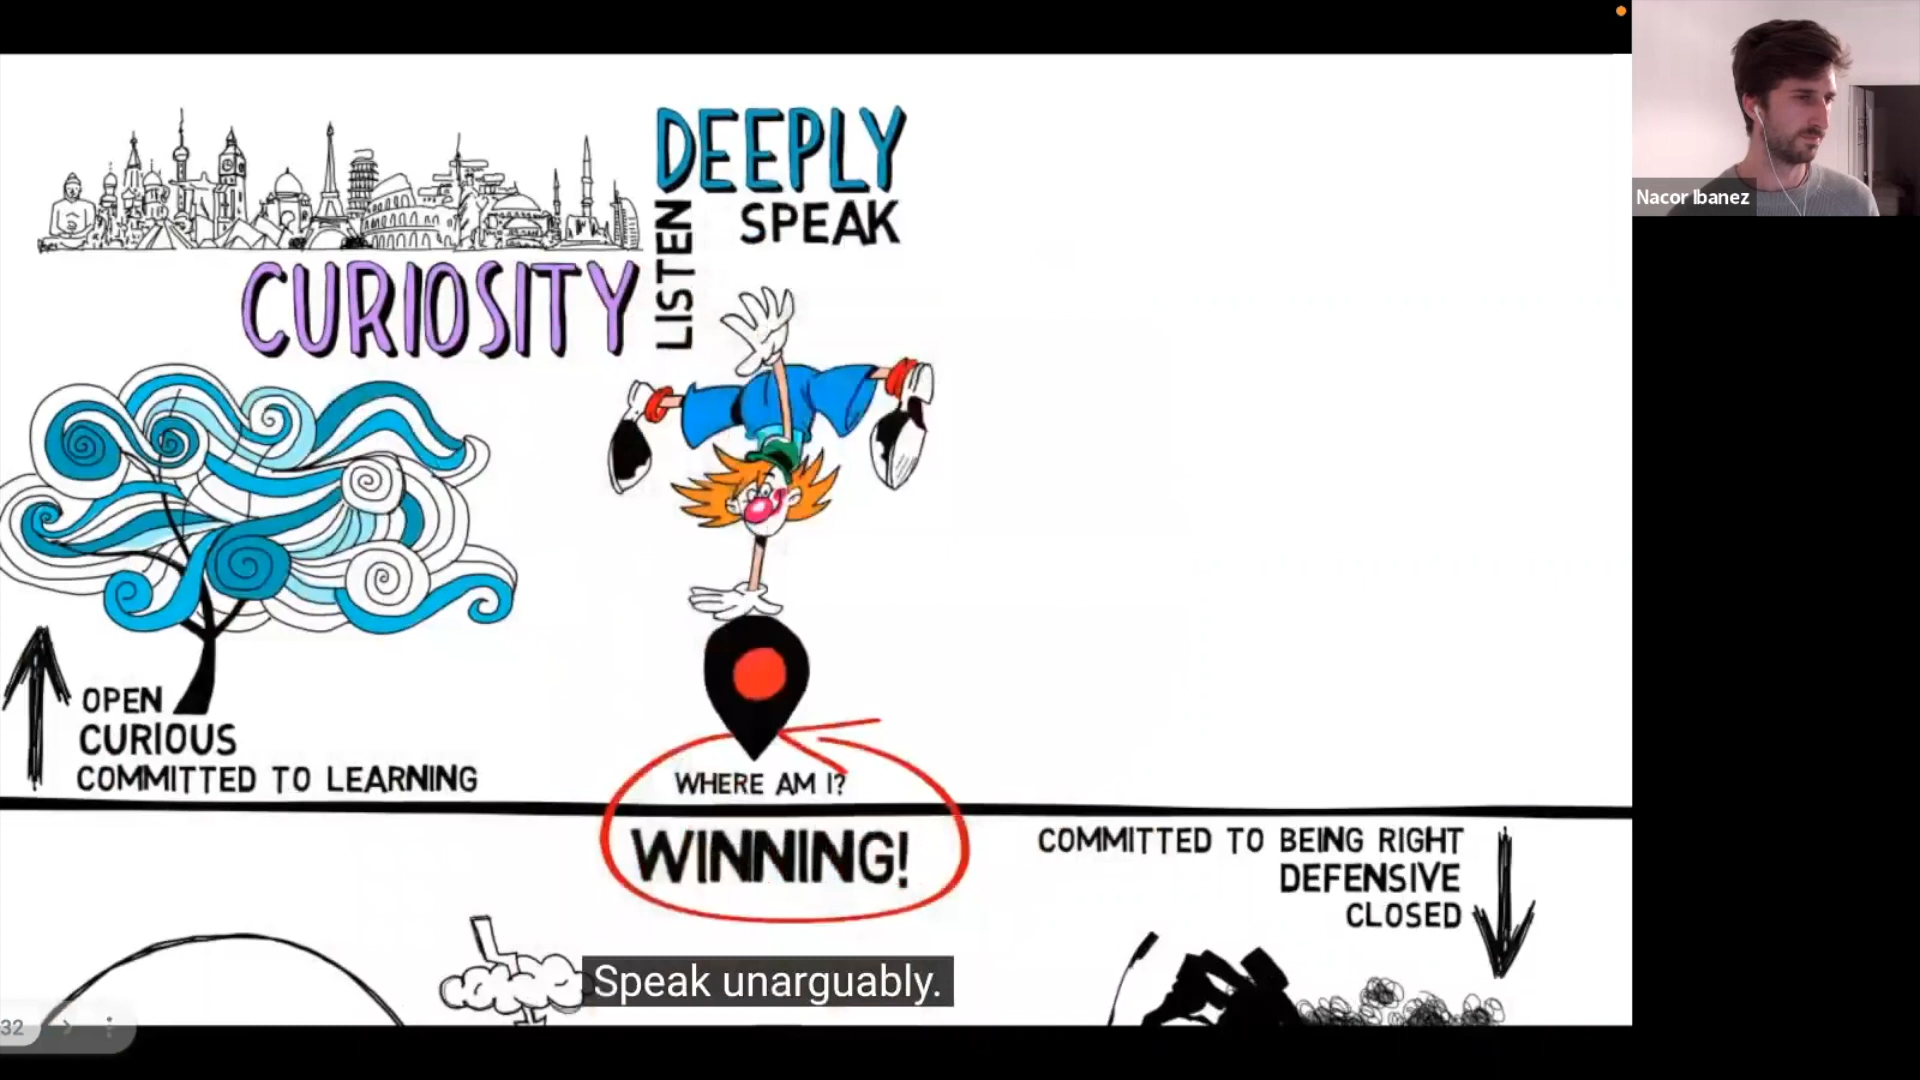 DEEPLY
SPEAK
LISTEN
CURIOSITY
OPEN
CURIOUS
COMMITTED TO LEARNING
WHERE AM I?
WINNING!
COMMITTED TO BEING RIGHT
DEFENSIVE
CLOSED
Speak unarguably.
32
Nacor Ibanez